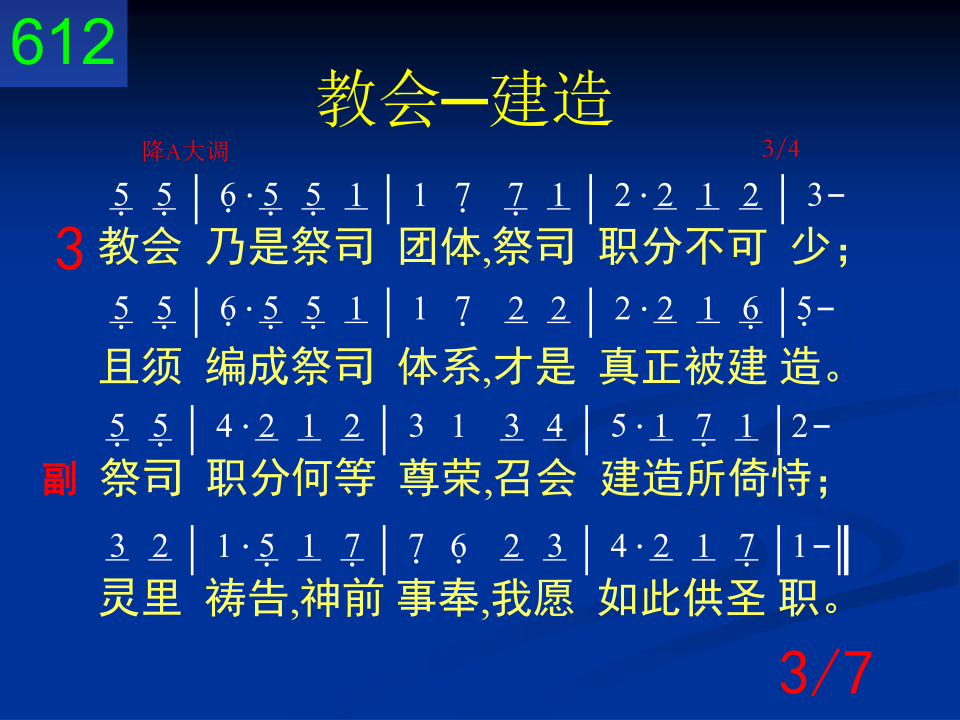 612
教会─建造
降A大调 3/4
5 5 | 6·5 5 1 | 1 7 7 1 | 2·2 1 2 | 3-
3 教会 乃是祭司 团体,祭司 职分不可 少；
5 5 | 6·5 5 1 | 1 7 2 2 | 2·2 1 6 | 5-
且须 编成祭司 体系,才是 真正被建 造。
5 5 | 4·2 1 2 | 3 1 3 4 | 5·1 7 1 | 2-
副 祭司 职分何等 尊荣,召会 建造所倚恃；
3 2 | 1·5 1 7 | 7 6 2 3 | 4·2 1 7 | 1-‖
灵里 祷告,神前 事奉,我愿 如此供圣 职。
3/7